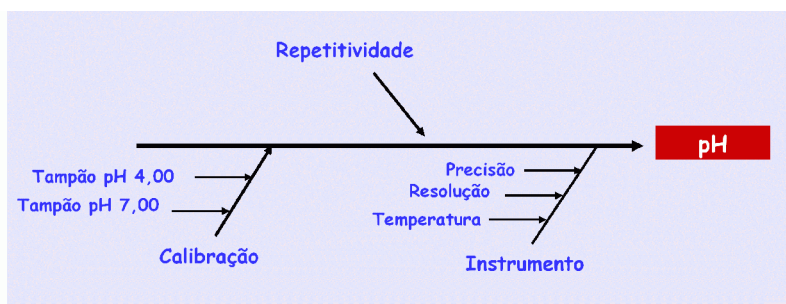 Repetitividade
pH
Tampão pH 4,00
Tampão pH 7,00
Calibração
Precisão
Resolução
Temperatura
Instrumento